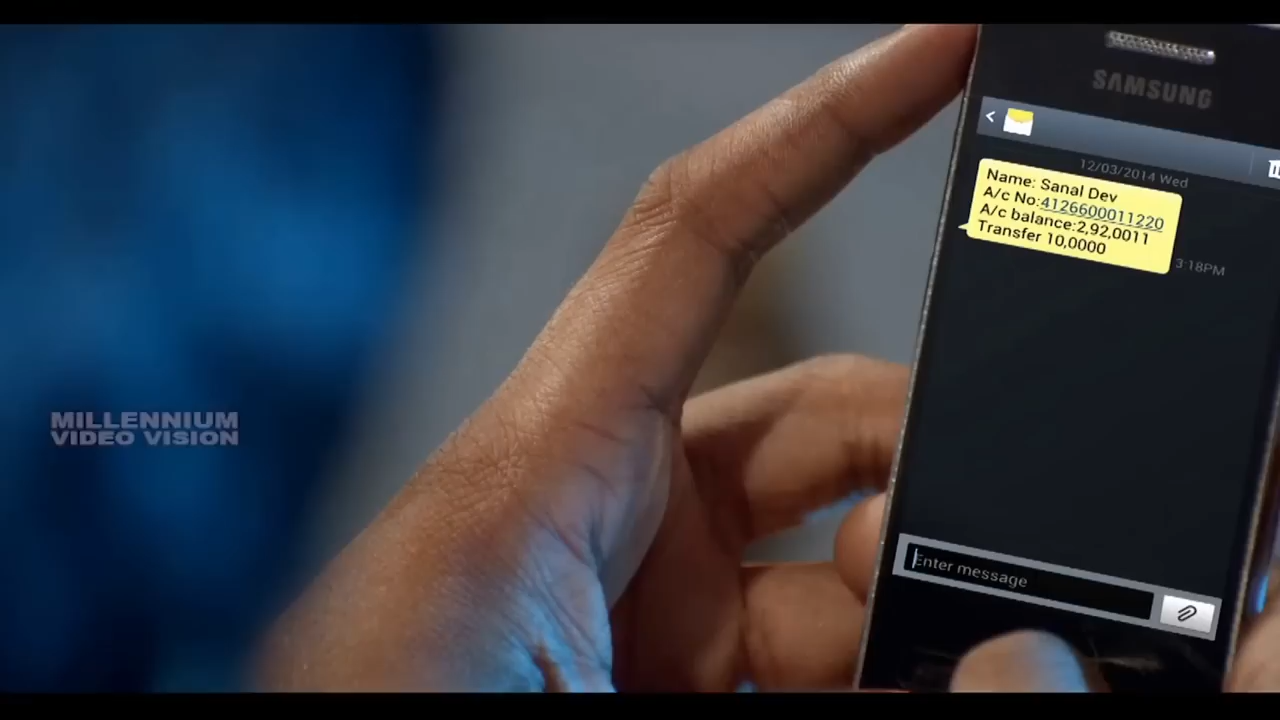 SAMSUNG
12/03/2014 Wed
Name: Sanal Dev
A/c No:4126600011220
A/c balance:2,92,0011
Transfer 10,0000
3:18PM
Enter message
MILLENNIUM
VIDEO VISION